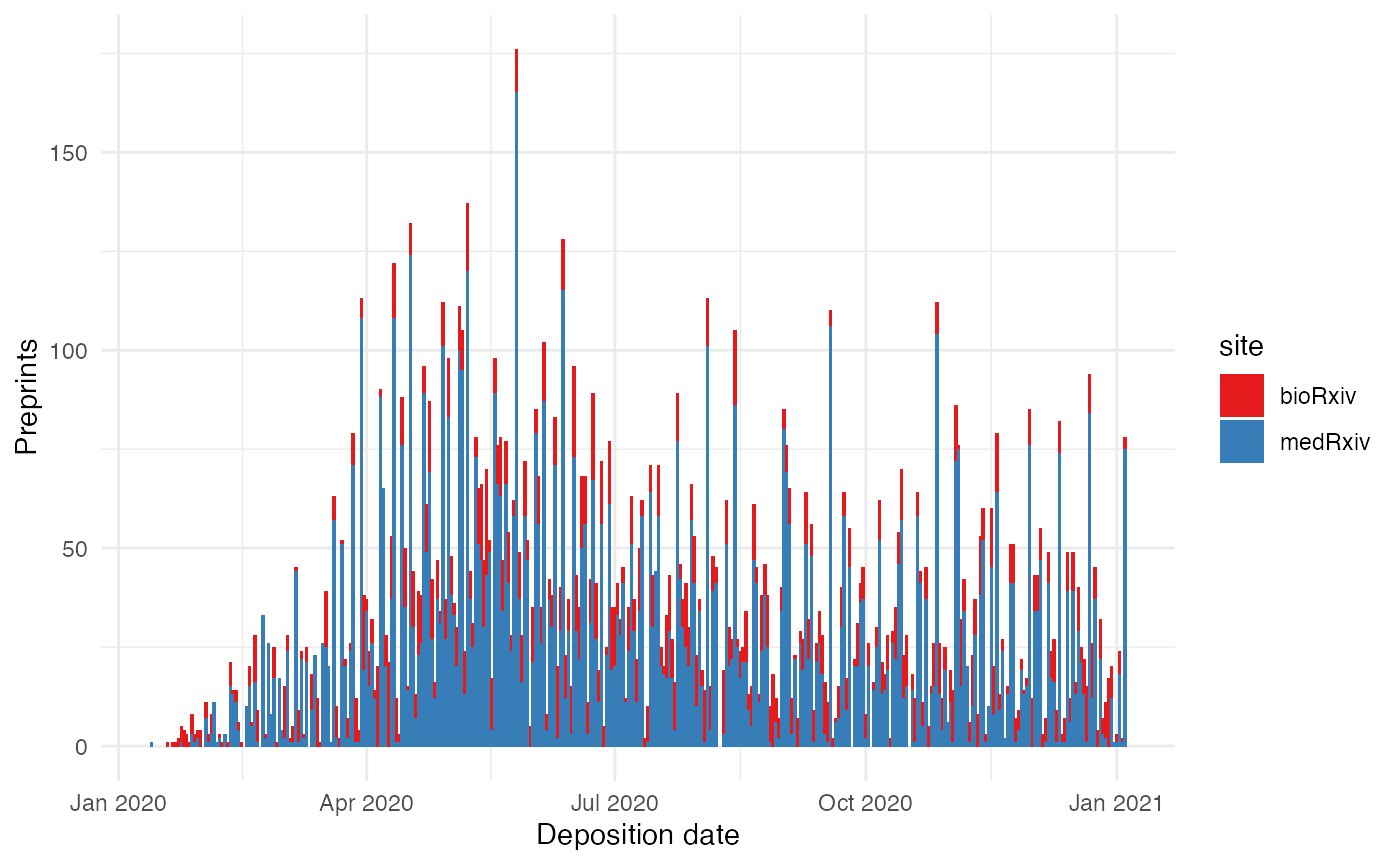 Preprints
150
100
50
0
Jan 2020
Apr 2020
Jul 2020
Oct 2020
Jan 2021
Deposition date
site
bioRxiv
medRxiv